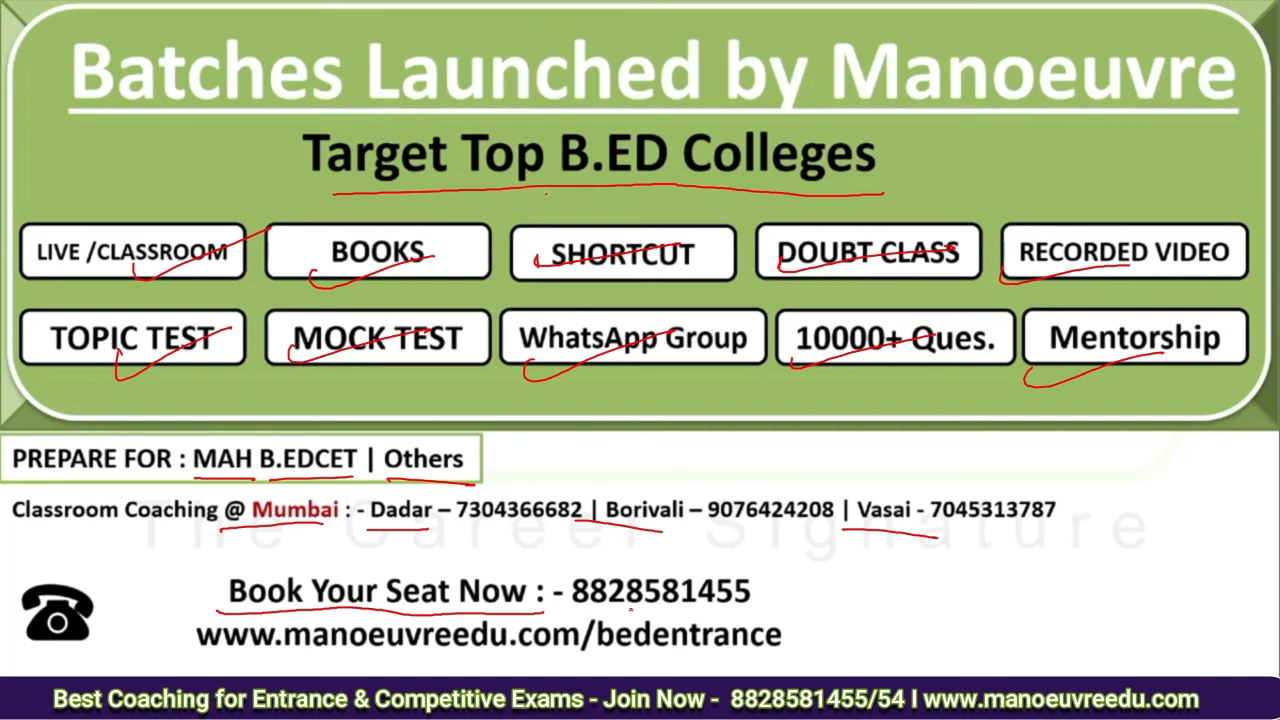 Batches Launched by Manoeuvre
Target Top B.ED Colleges
LIVE /CLASSROOM BOOKS SHORTCUT DOUBT CLASS RECORDED VIDEO
TOPIC TEST MOCK TEST WhatsApp Group 10000+ Ques. Mentorship
PREPARE FOR : MAH B.EDCET | Others
Classroom Coaching @ Mumbai : - Dadar – 7304366682 | Borivali – 9076424208 | Vasai - 7045313787
The Career Signature
Book Your Seat Now : - 8828581455
www.manoeuvreedu.com/bedentrance
Best Coaching for Entrance & Competitive Exams - Join Now - 8828581455/54 I www.manoeuvreedu.com